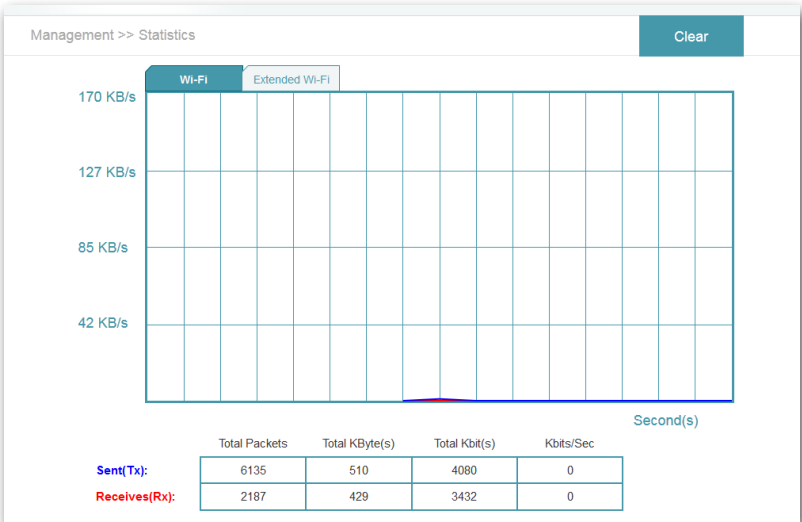 Management >> Statistics
Clear
Wi-Fi Extended Wi-Fi
170 KB/s
127 KB/s
85 KB/s
42 KB/s
Second(s)
Total Packets Total KByte(s) Total Kbit(s) Kbits/Sec
Sent(Tx): 6135 510 4080 0
Receives(Rx): 2187 429 3432 0